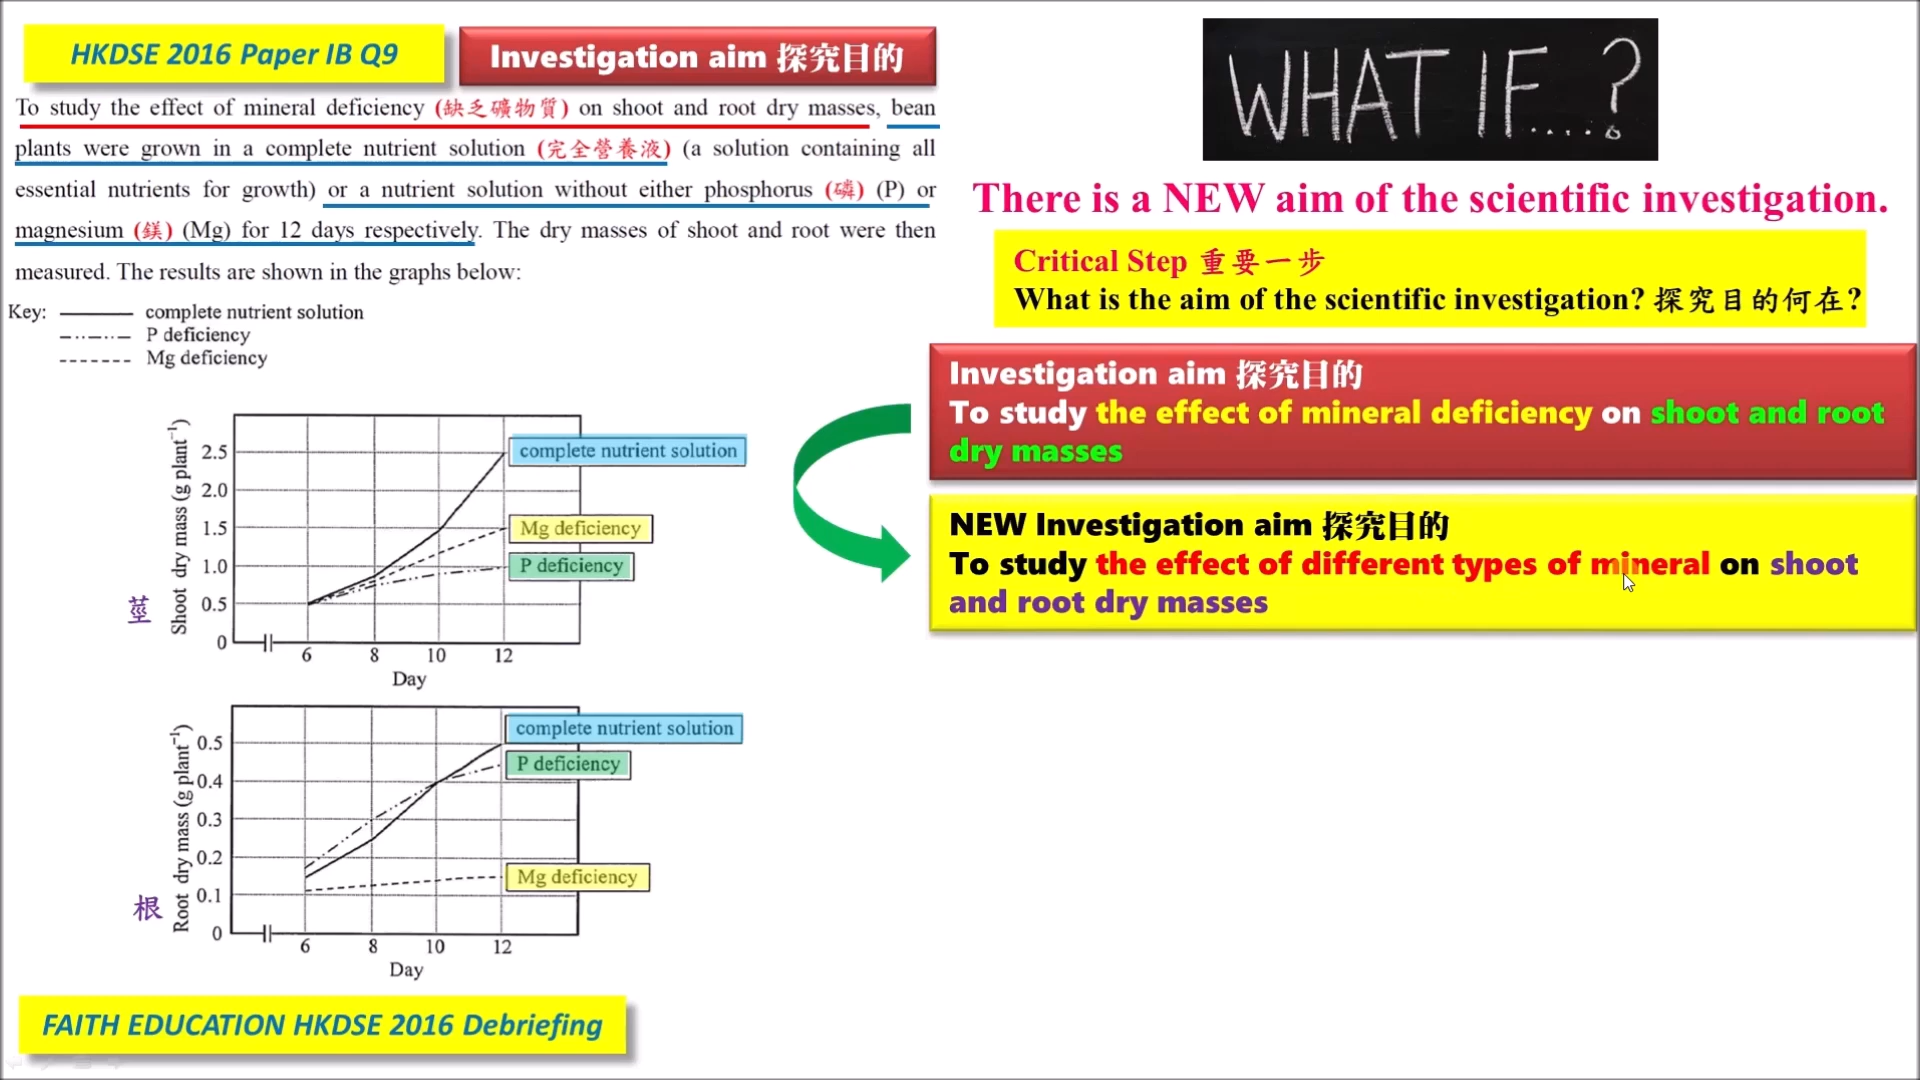 HKDSE 2016 Paper IB Q9
Investigation aim 探究目的
To study the effect of mineral deficiency (缺乏礦物質) on shoot and root dry masses, bean
plants were grown in a complete nutrient solution (完全營養液) (a solution containing all
essential nutrients for growth) or a nutrient solution without either phosphorus (磷) (P) or
magnesium (鎂) (Mg) for 12 days respectively. The dry masses of shoot and root were then
measured. The results are shown in the graphs below:
Key:
complete nutrient solution
P deficiency
Mg deficiency
莖
Shoot dry mass (g plant⁻¹)
2.5
2.0
1.5
1.0
0.5
0
complete nutrient solution
Mg deficiency
P deficiency
6 8 10 12
Day
根
Root dry mass (g plant⁻¹)
0.5
0.4
0.3
0.2
0.1
0
complete nutrient solution
P deficiency
Mg deficiency
6 8 10 12
Day
FAITH EDUCATION HKDSE 2016 Debriefing
WHAT IF....?
There is a NEW aim of the scientific investigation.
Critical Step 重要一步
What is the aim of the scientific investigation? 探究目的何在?
Investigation aim 探究目的
To study the effect of mineral deficiency on shoot and root
dry masses
NEW Investigation aim 探究目的
To study the effect of different types of mineral on shoot
and root dry masses